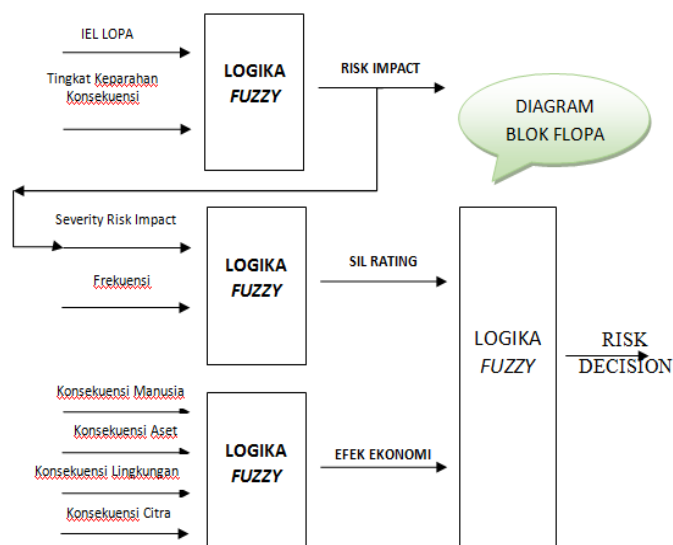 IEL LOPA
Tingkat Keparahan
Konsekuensi
LOGIKA
FUZZY
RISK IMPACT
DIAGRAM
BLOK FLOPA
Severity Risk Impact
Frekuensi
LOGIKA
FUZZY
SIL RATING
Konsekuensi Manusia
Konsekuensi Aset
Konsekuensi Lingkungan
Konsekuensi Citra
LOGIKA
FUZZY
EFEK EKONOMI
LOGIKA
FUZZY
RISK
DECISION